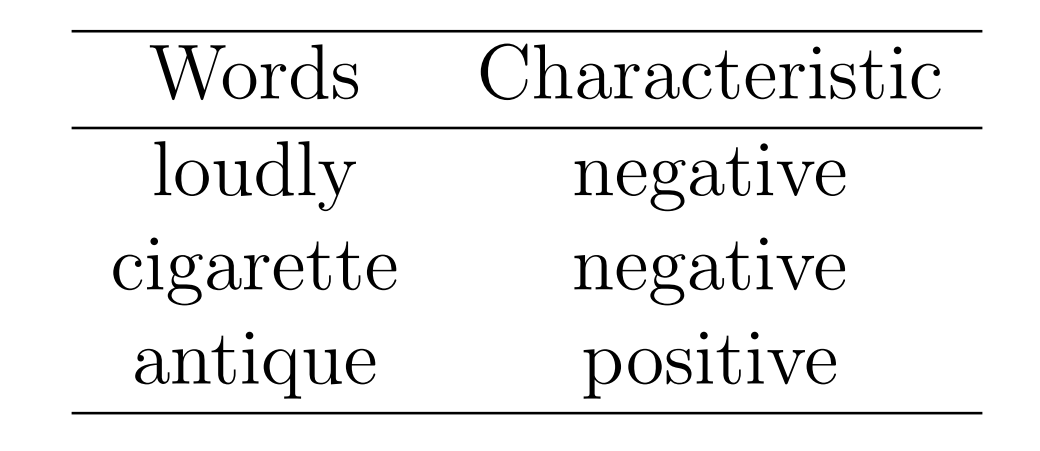 Words Characteristic
loudly negative
cigarette negative
antique positive